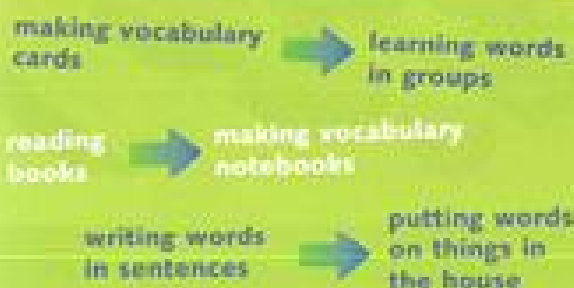 making vocabulary
cards
learning words
in groups
reading
books
making vocabulary
notebooks
writing words
in sentences
putting words
on things in
the house